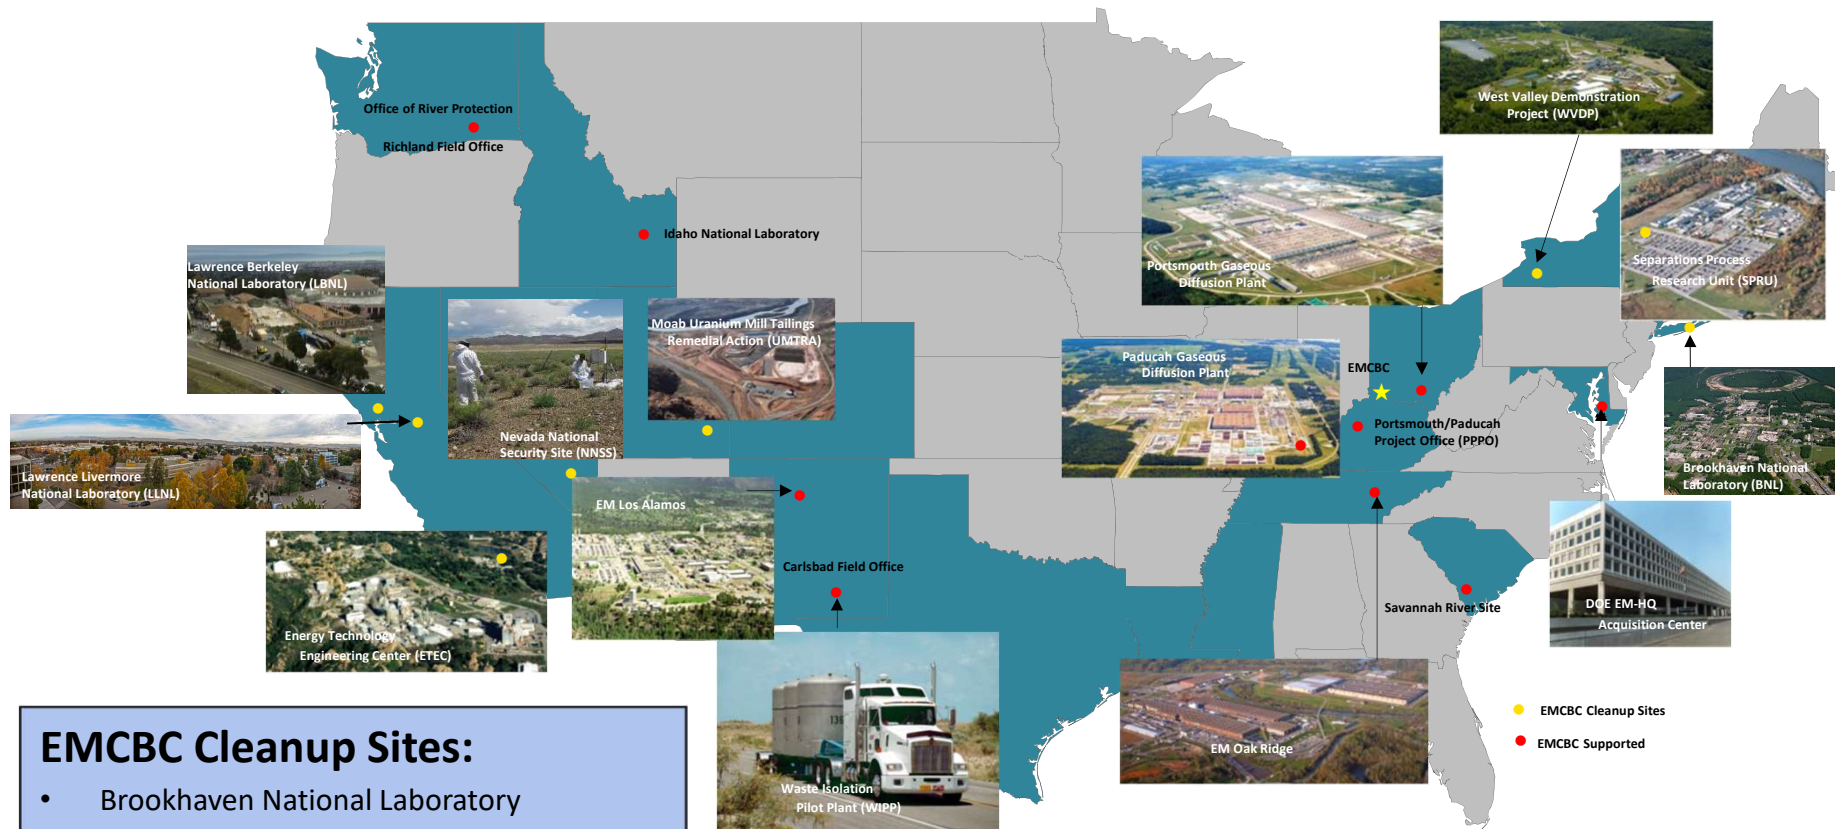 Office of River Protection
Richland Field Office
Idaho National Laboratory
Lawrence Berkeley
National Laboratory (LBNL)
Lawrence Livermore
National Laboratory (LLNL)
Nevada National
Security Site (NNSS)
Moab Uranium Mill Tailings
Remedial Action (UMTRA)
EM Los Alamos
Energy Technology
Engineering Center (ETEC)
Carlsbad Field Office
Waste Isolation
Pilot Plant (WIPP)
136
West Valley Demonstration
Project (WVDP)
Separations Process
Research Unit (SPRU)
Portsmouth Gaseous
Diffusion Plant
Paducah Gaseous
Diffusion Plant
EMCBC
Portsmouth/Paducah
Project Office (PPPO)
Brookhaven National
Laboratory (BNL)
DOE EM-HQ
Acquisition Center
Savannah River Site
EM Oak Ridge
EMCBC Cleanup Sites
EMCBC Supported
EMCBC Cleanup Sites:
• Brookhaven National Laboratory